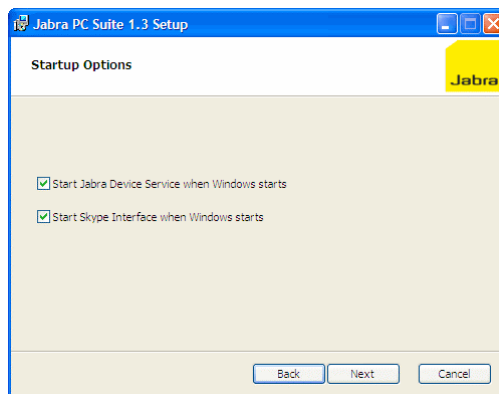 Jabra PC Suite 1.3 Setup
Startup Options
Jabra
Start Jabra Device Service when Windows starts
Start Skype Interface when Windows starts
Back Next Cancel